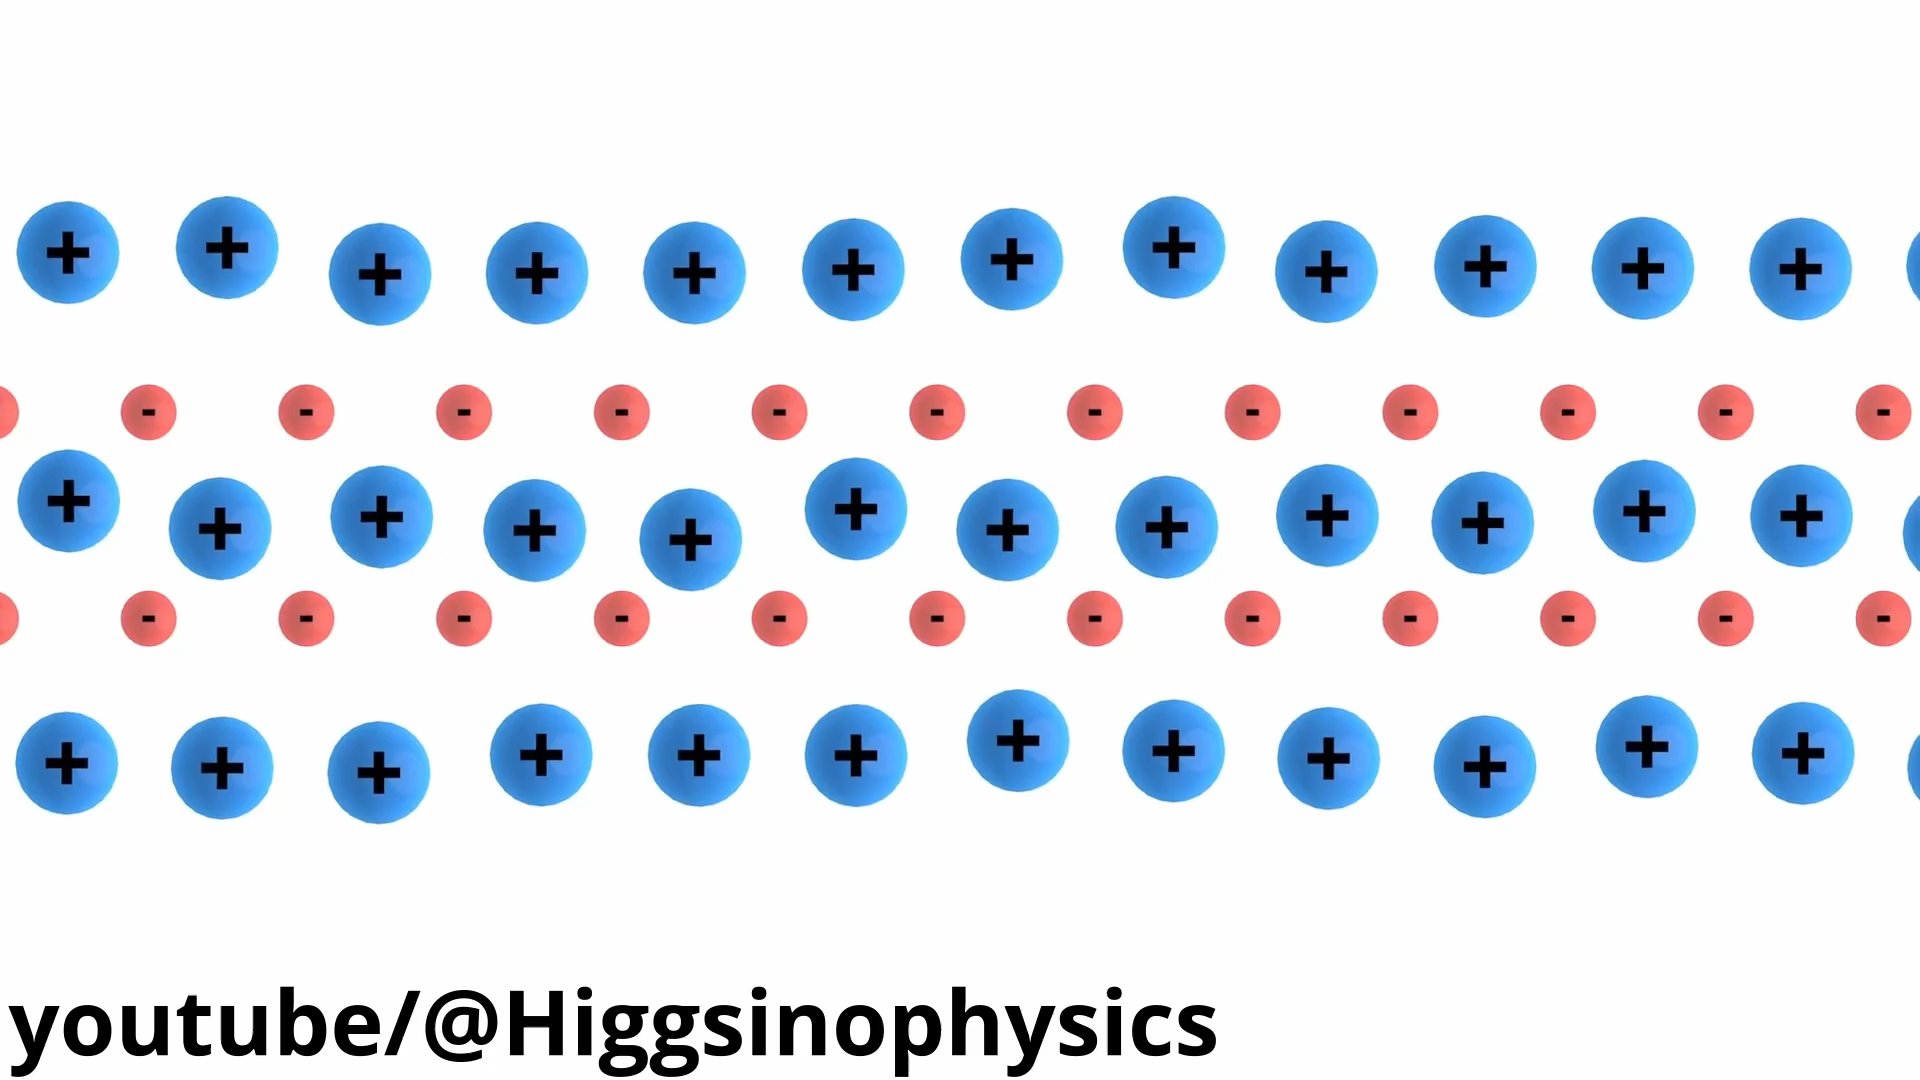 + + + + + + + + + + + +
- - - - - - - - - - - -
+ + + + + + + + + + + +
- - - - - - - - - - - -
+ + + + + + + + + + + +
youtube/@Higgsinophysics